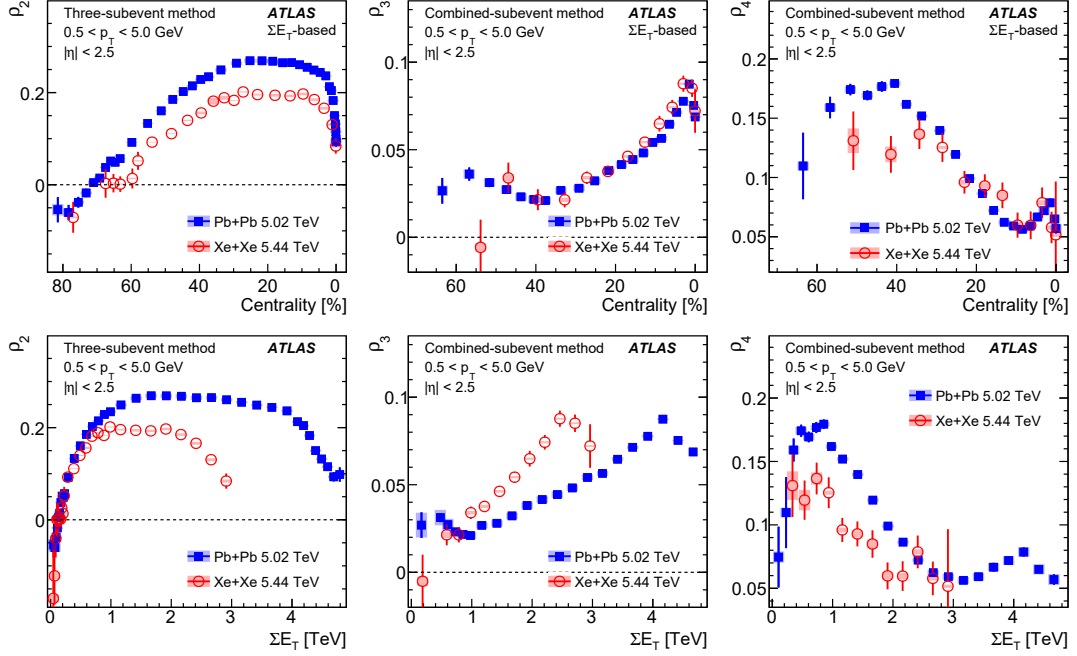 ρ2
Three-subevent method ATLAS
0.5 < pT < 5.0 GeV ΣET-based
|η| < 2.5
0.2
0
Pb+Pb 5.02 TeV
Xe+Xe 5.44 TeV
80 60 40 20 0
Centrality [%]
ρ3
Combined-subevent method ATLAS
0.5 < pT < 5.0 GeV ΣET-based
|η| < 2.5
0.1
0.05
0
Pb+Pb 5.02 TeV
Xe+Xe 5.44 TeV
80 60 40 20 0
Centrality [%]
ρ4
Combined-subevent method ATLAS
0.5 < pT < 5.0 GeV ΣET-based
|η| < 2.5
0.2
0.15
0.1
0.05
Pb+Pb 5.02 TeV
Xe+Xe 5.44 TeV
80 60 40 20 0
Centrality [%]
ρ2
Three-subevent method ATLAS
0.5 < pT < 5.0 GeV
|η| < 2.5
0.2
0
Pb+Pb 5.02 TeV
Xe+Xe 5.44 TeV
0 1 2 3 4
ΣET [TeV]
ρ3
Combined-subevent method ATLAS
0.5 < pT < 5.0 GeV
|η| < 2.5
0.1
0.05
0
Pb+Pb 5.02 TeV
Xe+Xe 5.44 TeV
0 2 4
ΣET [TeV]
ρ4
Combined-subevent method ATLAS
0.5 < pT < 5.0 GeV
|η| < 2.5
Pb+Pb 5.02 TeV
Xe+Xe 5.44 TeV
0.2
0.15
0.1
0.05
0 2 4
ΣET [TeV]